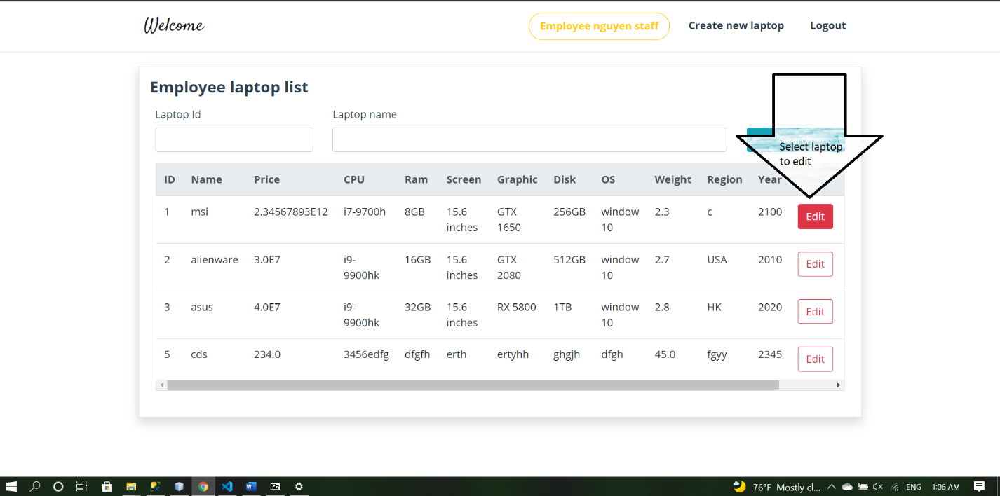 Welcome
Employee nguyen staff
Create new laptop
Logout
Employee laptop list
Laptop Id
Laptop name
Select laptop
to edit
ID Name Price CPU Ram Screen Graphic Disk OS Weight Region Year
1 msi 2.34567893E12 i7-9700h 8GB 15.6 GTX 256GB window 2.3 c 2100 Edit
inches 1650 10
2 alienware 3.0E7 i9- 16GB 15.6 GTX 512GB window 2.7 USA 2010 Edit
9900hk inches 2080 10
3 asus 4.0E7 i9- 32GB 15.6 RX 5800 1TB window 2.8 HK 2020 Edit
9900hk inches 10
5 cds 234.0 3456edfg dfgfh erth ertyhh ghgjh dfgh 45.0 fgyy 2345 Edit
76°F Mostly cl... ENG 1:06 AM